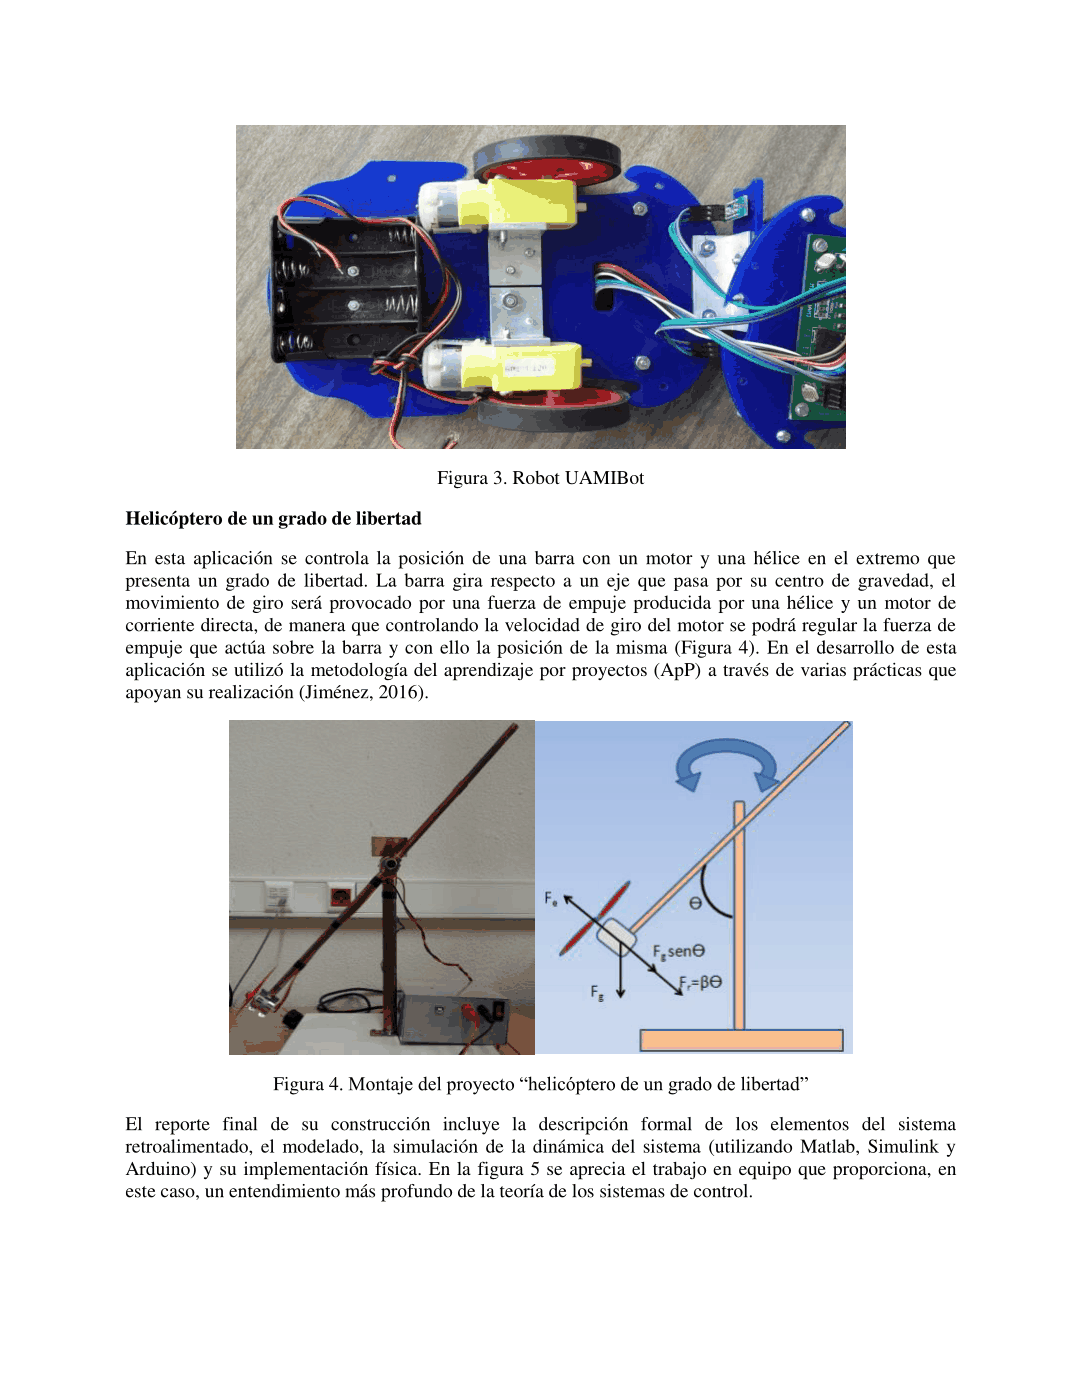 Figura 3. Robot UAMIBot
Helicóptero de un grado de libertad
En esta aplicación se controla la posición de una barra con un motor y una hélice en el extremo que
presenta un grado de libertad. La barra gira respecto a un eje que pasa por su centro de gravedad, el
movimiento de giro será provocado por una fuerza de empuje producida por una hélice y un motor de
corriente directa, de manera que controlando la velocidad de giro del motor se podrá regular la fuerza de
empuje que actúa sobre la barra y con ello la posición de la misma (Figura 4). En el desarrollo de esta
aplicación se utilizó la metodología del aprendizaje por proyectos (ApP) a través de varias prácticas que
apoyan su realización (Jiménez, 2016).
Fe
Θ
FgsenΘ
Fr=βΘ
Fg
Figura 4. Montaje del proyecto “helicóptero de un grado de libertad”
El reporte final de su construcción incluye la descripción formal de los elementos del sistema
retroalimentado, el modelado, la simulación de la dinámica del sistema (utilizando Matlab, Simulink y
Arduino) y su implementación física. En la figura 5 se aprecia el trabajo en equipo que proporciona, en
este caso, un entendimiento más profundo de la teoría de los sistemas de control.